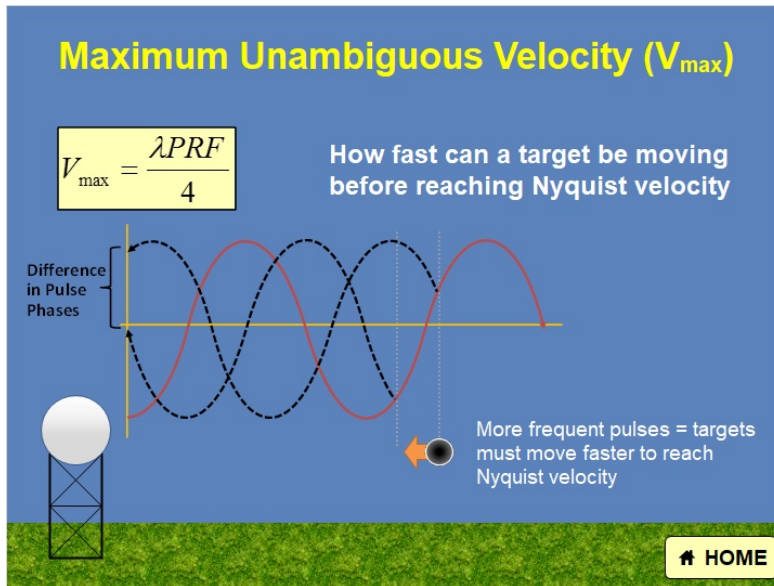 Maximum Unambiguous Velocity (Vmax)
Vmax = λPRF / 4
How fast can a target be moving
before reaching Nyquist velocity
Difference
in Pulse
Phases
More frequent pulses = targets
must move faster to reach
Nyquist velocity
HOME